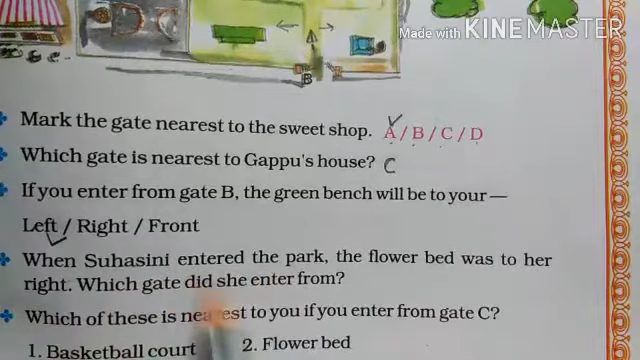 Made with KINEMASTER
A
B
Mark the gate nearest to the sweet shop. A / B / C / D
Which gate is nearest to Gappu's house? C
If you enter from gate B, the green bench will be to your —
Left / Right / Front
When Suhasini entered the park, the flower bed was to her
right. Which gate did she enter from?
Which of these is nearest to you if you enter from gate C?
1. Basketball court 2. Flower bed